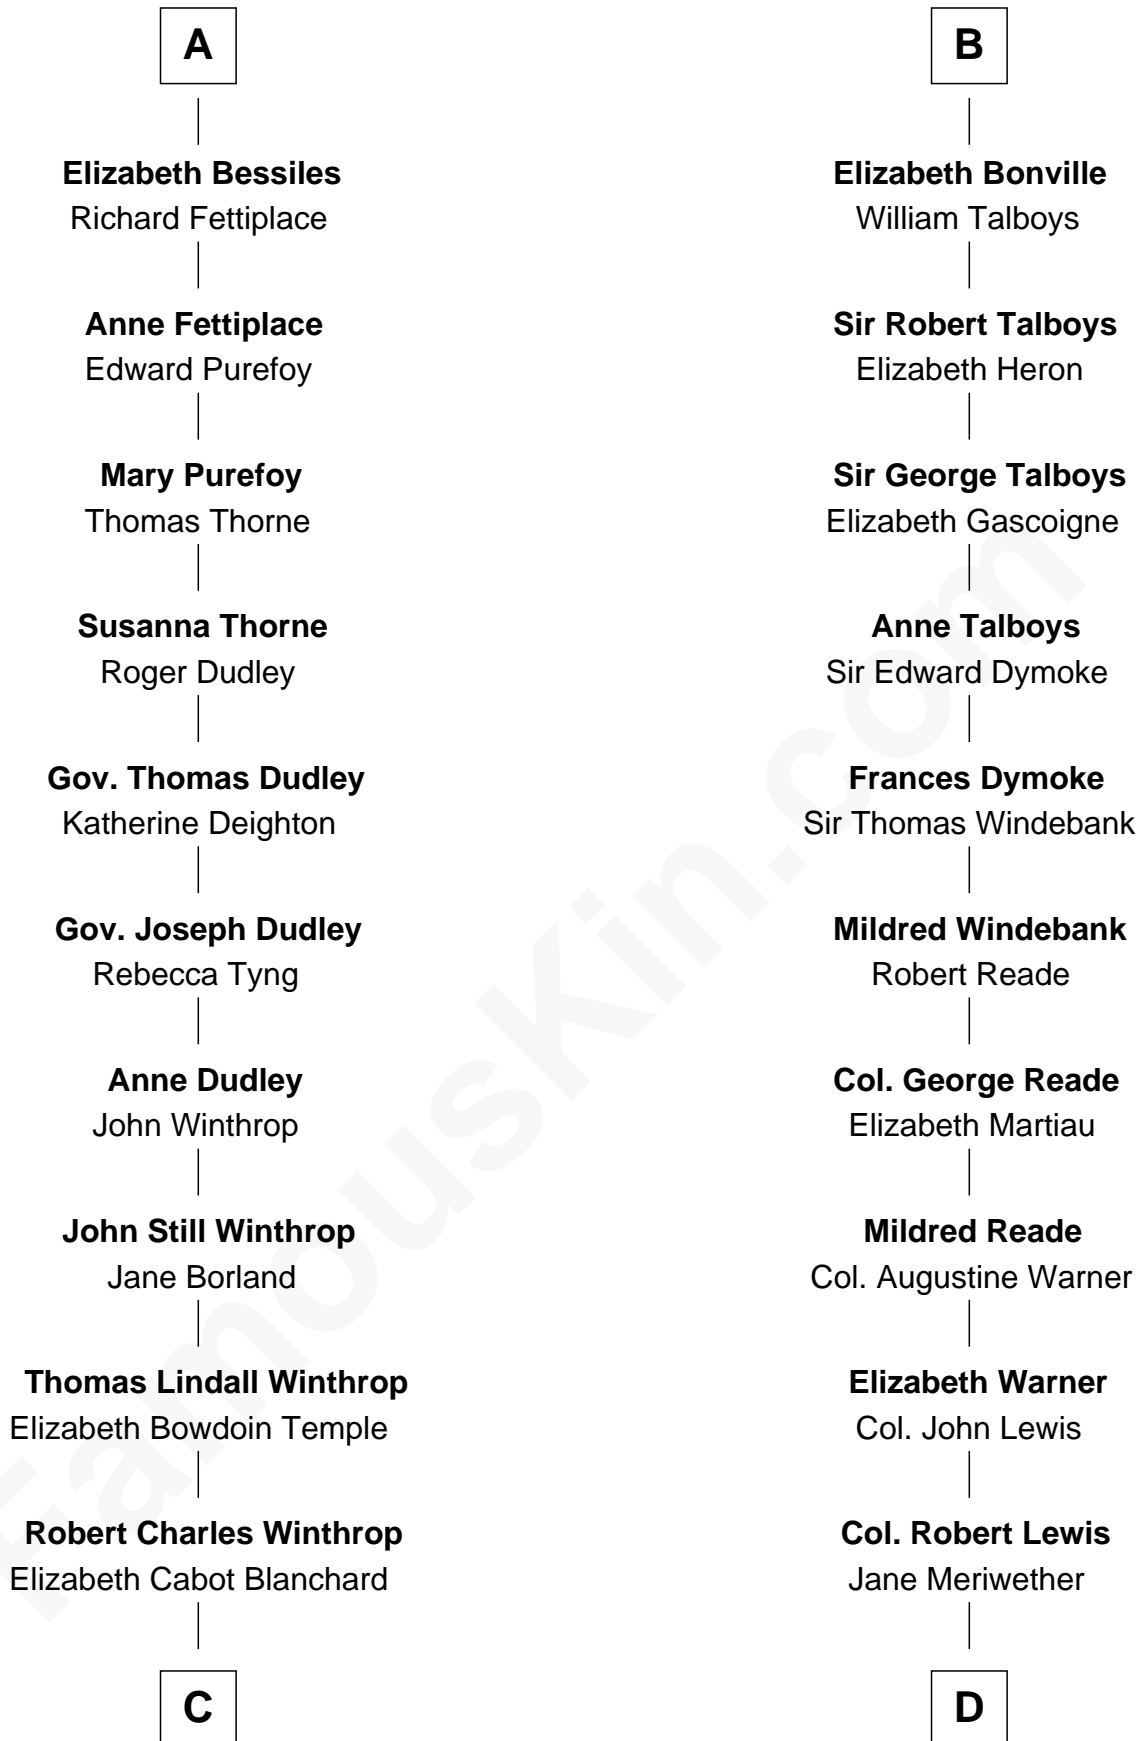 A
Elizabeth Bessiles
Richard Fettiplace
Anne Fettiplace
Edward Purefoy
Mary Purefoy
Thomas Thorne
Susanna Thorne
Roger Dudley
Gov. Thomas Dudley
Katherine Deighton
Gov. Joseph Dudley
Rebecca Tyng
Anne Dudley
John Winthrop
John Still Winthrop
Jane Borland
Thomas Lindall Winthrop
Elizabeth Bowdoin Temple
Robert Charles Winthrop
Elizabeth Cabot Blanchard
C
B
Elizabeth Bonville
William Talboys
Sir Robert Talboys
Elizabeth Heron
Sir George Talboys
Elizabeth Gascoigne
Anne Talboys
Sir Edward Dymoke
Frances Dymoke
Sir Thomas Windebank
Mildred Windebank
Robert Reade
Col. George Reade
Elizabeth Martiau
Mildred Reade
Col. Augustine Warner
Elizabeth Warner
Col. John Lewis
Col. Robert Lewis
Jane Meriwether
D
FamousKin.com